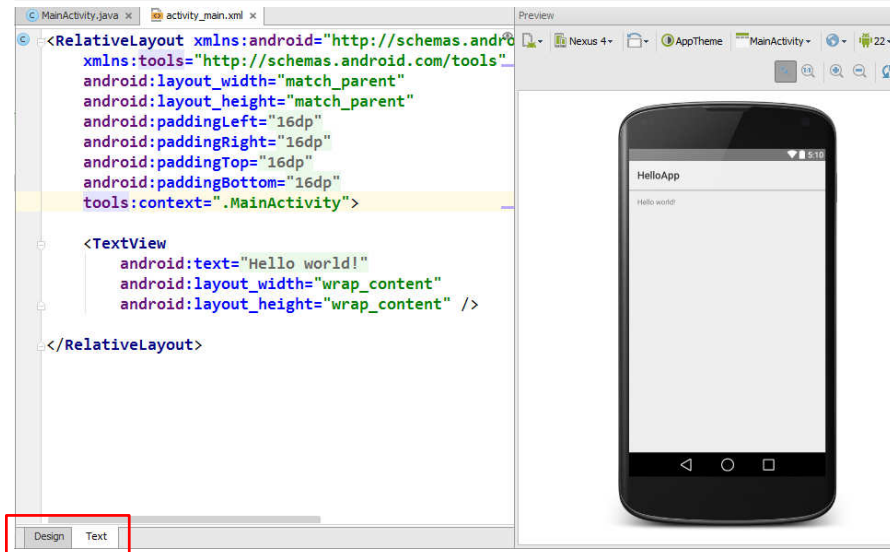 MainActivity.java × activity_main.xml ×
<RelativeLayout xmlns:android="http://schemas.andro
xmlns:tools="http://schemas.android.com/tools"
android:layout_width="match_parent"
android:layout_height="match_parent"
android:paddingLeft="16dp"
android:paddingRight="16dp"
android:paddingTop="16dp"
android:paddingBottom="16dp"
tools:context=".MainActivity">
<TextView
android:text="Hello world!"
android:layout_width="wrap_content"
android:layout_height="wrap_content" />
</RelativeLayout>
Design Text
Preview
Nexus 4 AppTheme MainActivity 22
5:10
HelloApp
Hello world!